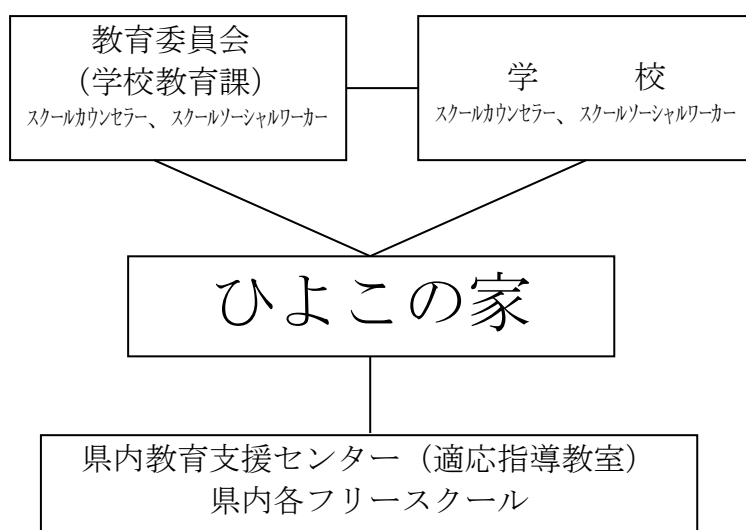 教育委員会
（学校教育課）
スクールカウンセラー、スクールソーシャルワーカー
学　　校
スクールカウンセラー、スクールソーシャルワーカー
ひよこの家
県内教育支援センター（適応指導教室）
県内各フリースクール